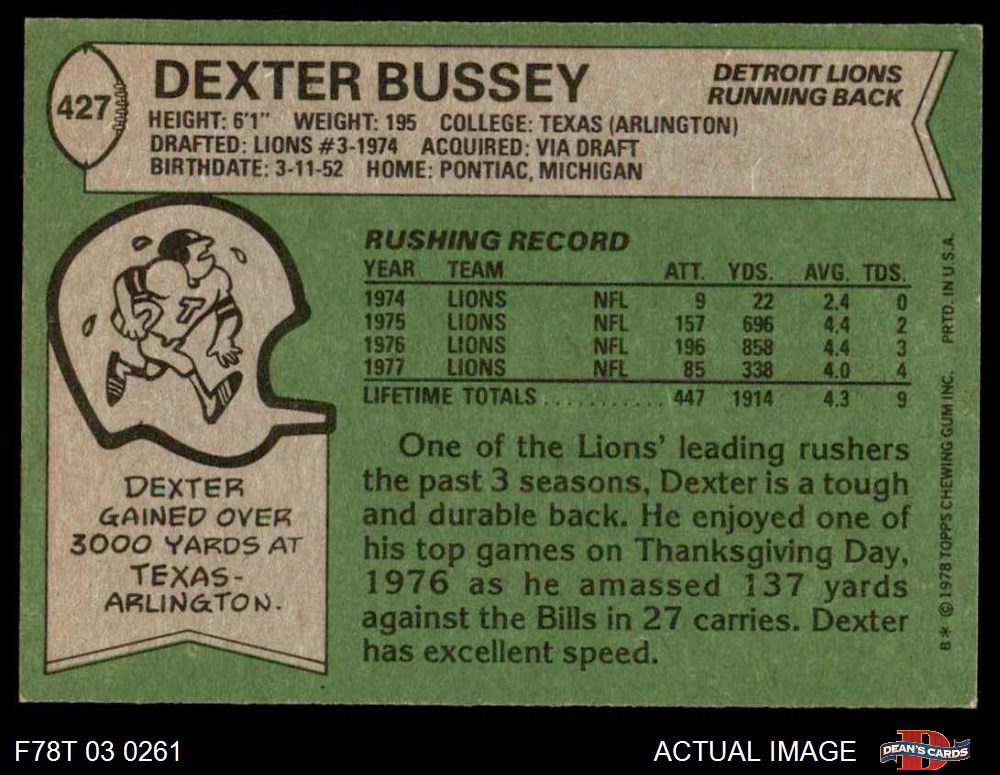 427
DEXTER BUSSEY
DETROIT LIONS
RUNNING BACK
HEIGHT: 6'1" WEIGHT: 195 COLLEGE: TEXAS (ARLINGTON)
DRAFTED: LIONS #3-1974 ACQUIRED: VIA DRAFT
BIRTHDATE: 3-11-52 HOME: PONTIAC, MICHIGAN
RUSHING RECORD
YEAR TEAM ATT. YDS. AVG. TDS.
1974 LIONS NFL 9 22 2.4 0
1975 LIONS NFL 157 696 4.4 2
1976 LIONS NFL 196 858 4.4 3
1977 LIONS NFL 85 338 4.0 4
LIFETIME TOTALS ............ 447 1914 4.3 9
T
DEXTER
GAINED OVER
3000 YARDS AT
TEXAS-
ARLINGTON.
One of the Lions' leading rushers
the past 3 seasons, Dexter is a tough
and durable back. He enjoyed one of
his top games on Thanksgiving Day,
1976 as he amassed 137 yards
against the Bills in 27 carries. Dexter
has excellent speed.
8* © 1978 TOPPS CHEWING GUM INC. PRTD. IN U.S.A.
F78T 03 0261
ACTUAL IMAGE
D
DEAN'S CARDS